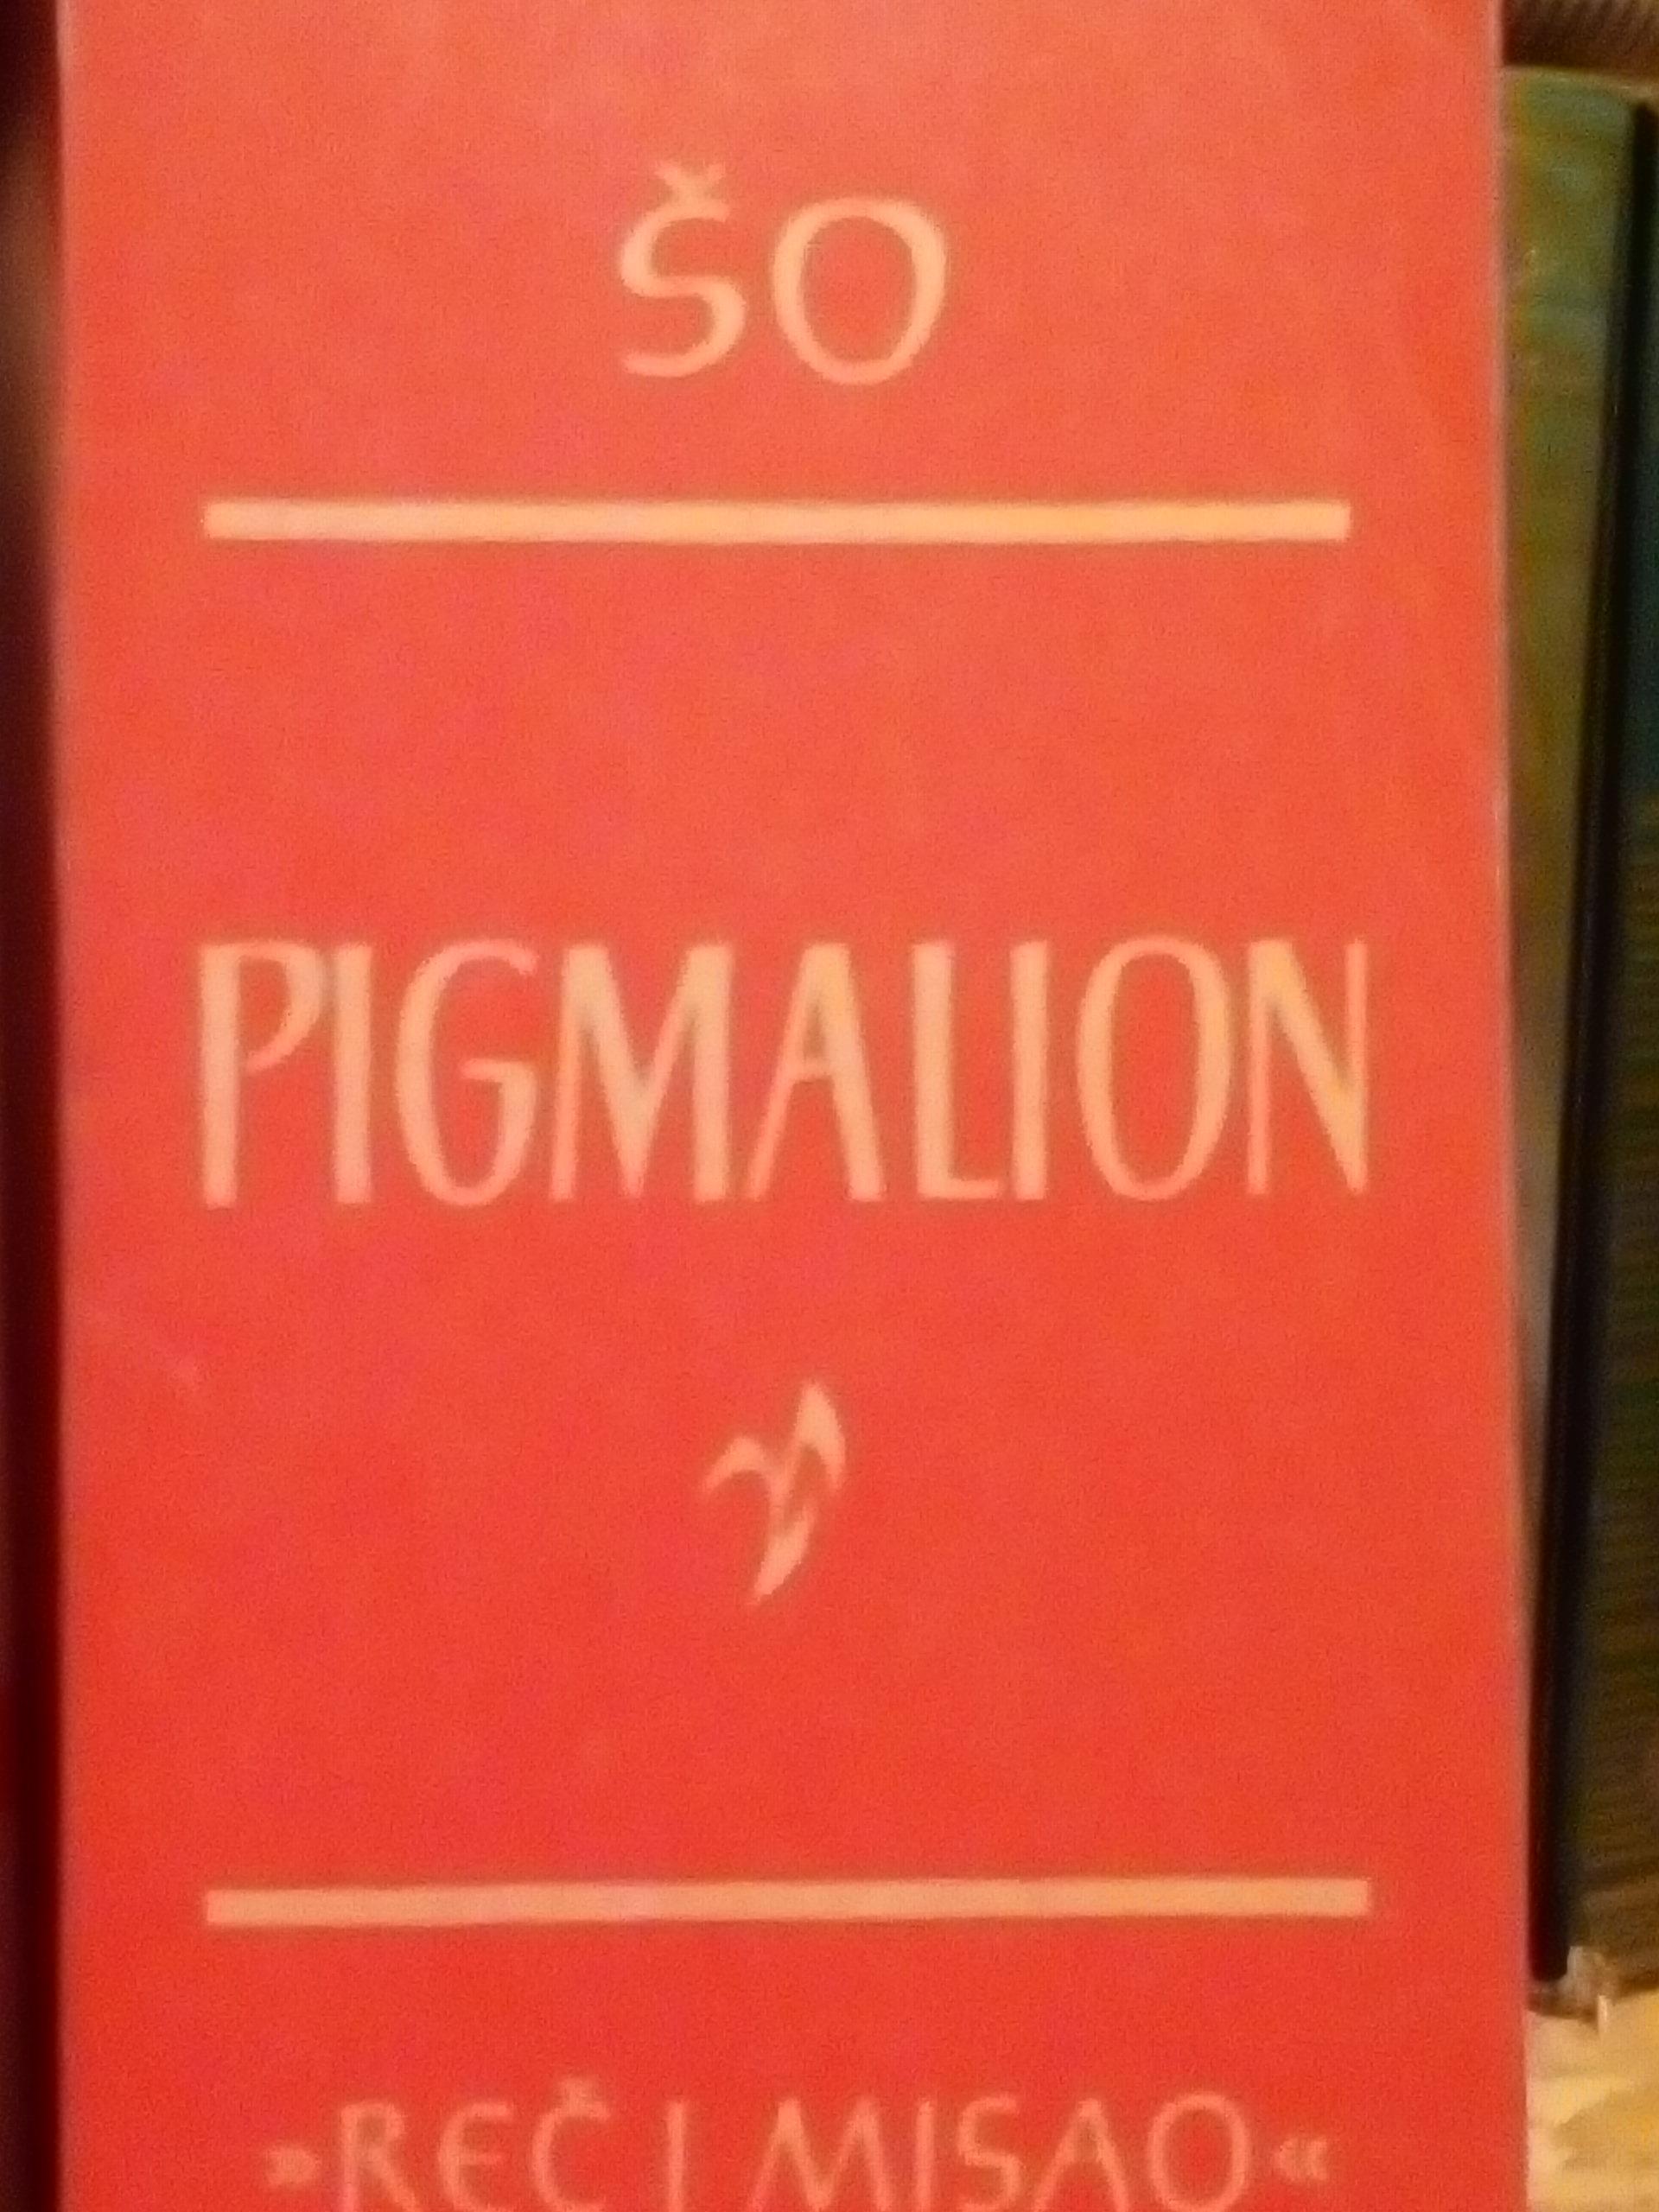 ŠO
PIGMALION
»REČ I MISAO«